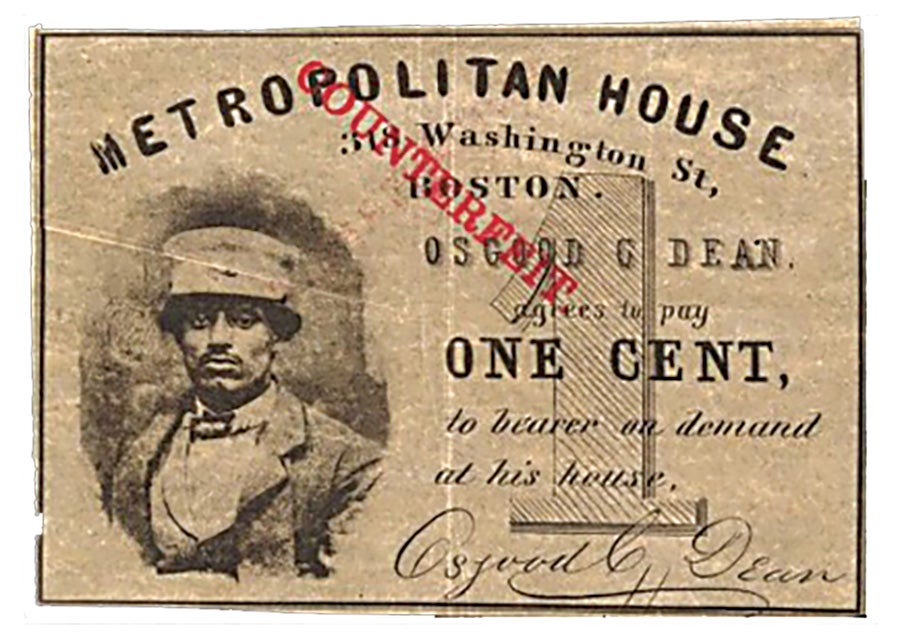 METROPOLITAN HOUSE
Washington St,
BOSTON.
COUNTERFEIT.
OSGOOD G DEAN.
agrees to pay
1
ONE CENT,
to bearer on demand
at his house.
Osgood G Dean